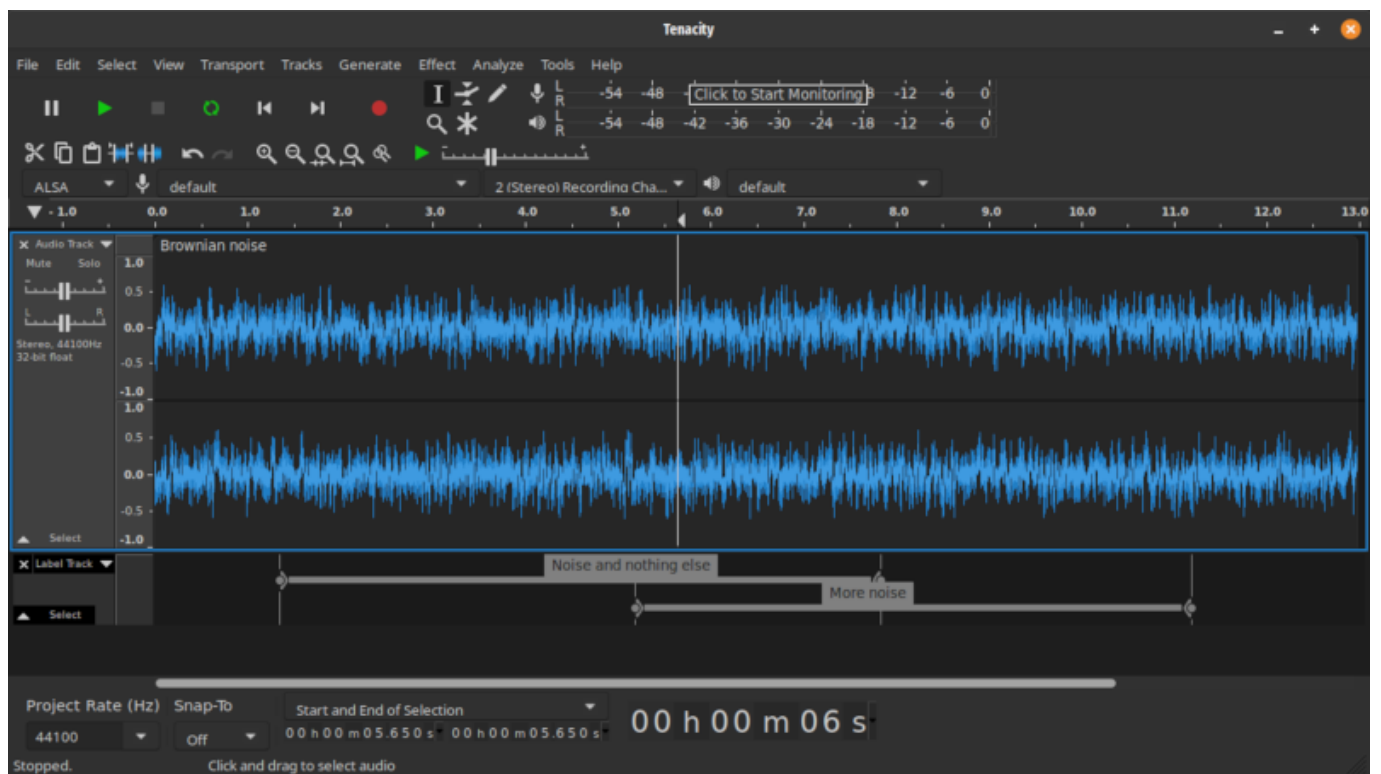 Tenacity
File Edit Select View Transport Tracks Generate Effect Analyze Tools Help
L
R
-54 -48 Click to Start Monitoring -12 -6 0
L
R
-54 -48 -42 -36 -30 -24 -18 -12 -6 0
ALSA default 2 (Stereo) Recording Cha... default
- 1.0 0.0 1.0 2.0 3.0 4.0 5.0 6.0 7.0 8.0 9.0 10.0 11.0 12.0 13.0
Audio Track Brownian noise
Mute Solo
1.0
0.5
L R
0.0
Stereo, 44100Hz
32-bit float
-0.5
-1.0
1.0
0.5
0.0
-0.5
Select
-1.0
Label Track
Noise and nothing else
More noise
Select
Project Rate (Hz) Snap-To Start and End of Selection
44100 Off 00 h 00 m 05.650 s 00 h 00 m 05.650 s
00 h 00 m 06 s
Stopped. Click and drag to select audio